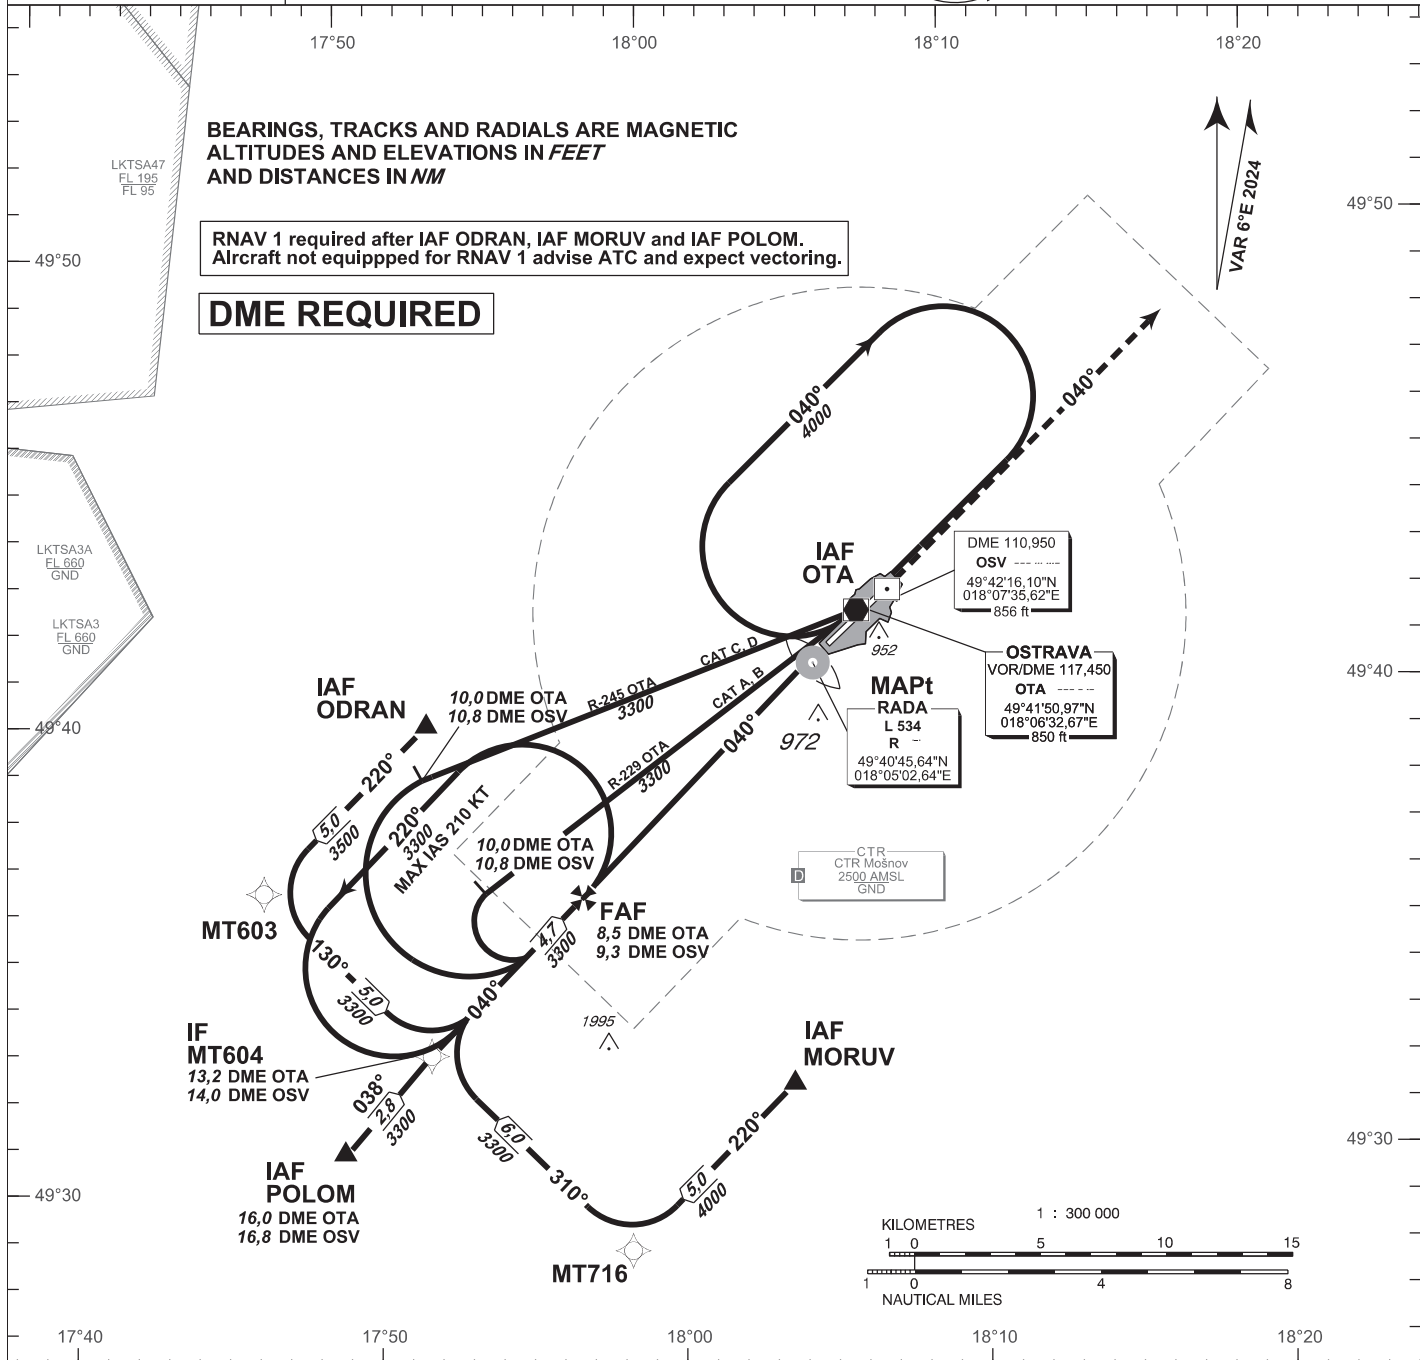 17°50
18°00
18°10
18°20
BEARINGS, TRACKS AND RADIALS ARE MAGNETIC
ALTITUDES AND ELEVATIONS IN FEET
AND DISTANCES IN NM
LKTSA47
FL 195
FL 95
VAR 6°E 2024
49°50
RNAV 1 required after IAF ODRAN, IAF MORUV and IAF POLOM.
Aircraft not equippped for RNAV 1 advise ATC and expect vectoring.
49°50
DME REQUIRED
040°
4000
040°
LKTSA3A
FL 660
GND
LKTSA3
FL 660
GND
IAF
OTA
DME 110,950
OSV
49°42'16,10"N
018°07'35,62"E
856 ft
952
OSTRAVA
VOR/DME 117,450
OTA
49°41'50,97"N
018°06'32,67"E
850 ft
49°40
CAT C, D
CAT A, B
MAPt
RADA
L 534
R
49°40'45,64"N
018°05'02,64"E
972
IAF
ODRAN
10,0 DME OTA
10,8 DME OSV
R-245 OTA
3300
49°40
040°
R-229 OTA
3300
220°
5,0
3500
220°
3300
MAX IAS 210 KT
10,0 DME OTA
10,8 DME OSV
CTR
CTR Mošnov
2500 AMSL
GND
D
MT603
FAF
8,5 DME OTA
9,3 DME OSV
4,7
3300
130°
5,0
3300
040°
1995
IF
MT604
13,2 DME OTA
14,0 DME OSV
IAF
MORUV
038°
2,8
3300
6,0
3300
220°
49°30
IAF
POLOM
16,0 DME OTA
16,8 DME OSV
310°
5,0
4000
49°30
MT716
1 : 300 000
KILOMETRES
1 0 5 10 15
1 0 4 8
NAUTICAL MILES
17°40
17°50
18°00
18°10
18°20